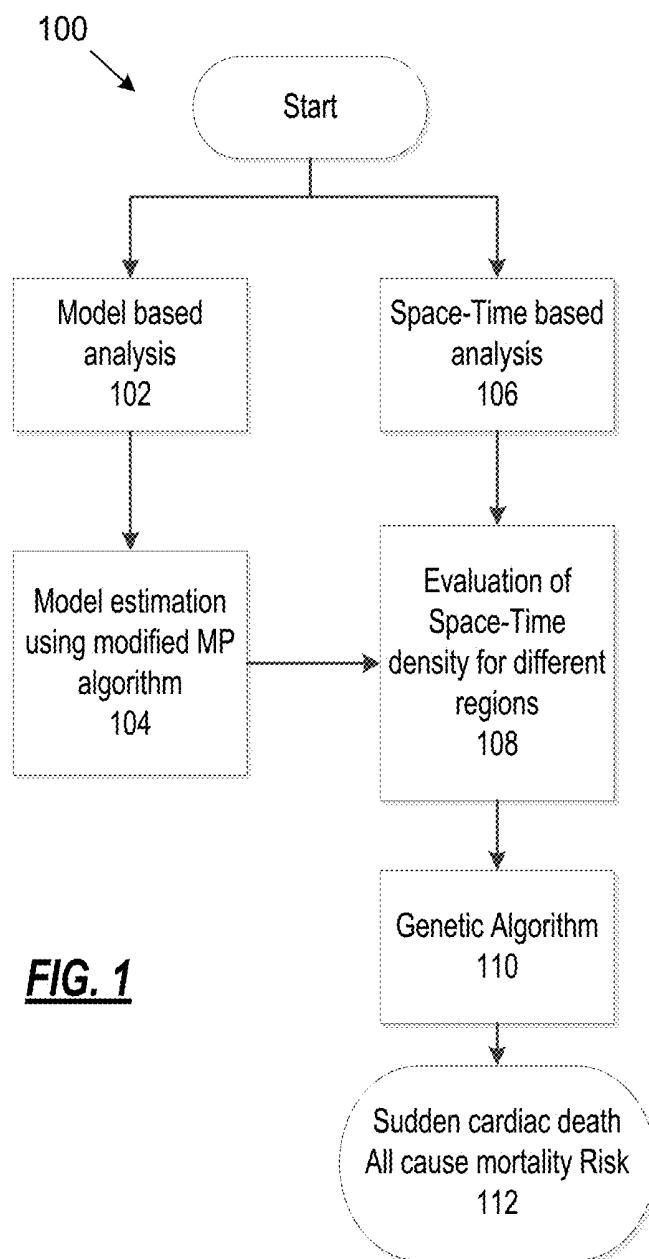 100
Start
Model based
analysis
102
Space-Time based
analysis
106
Model estimation
using modified MP
algorithm
104
Evaluation of
Space-Time
density for different
regions
108
Genetic Algorithm
110
FIG. 1
Sudden cardiac death
All cause mortality Risk
112